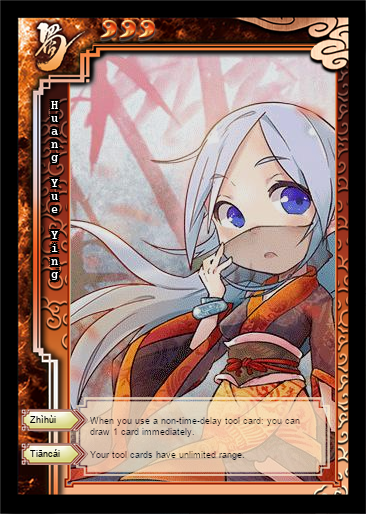 蜀
Huang Yue Ying
Zhìhùi
When you use a non-time-delay tool card: you can
draw 1 card immediately.
Tiāncái
Your tool cards have unlimited range.